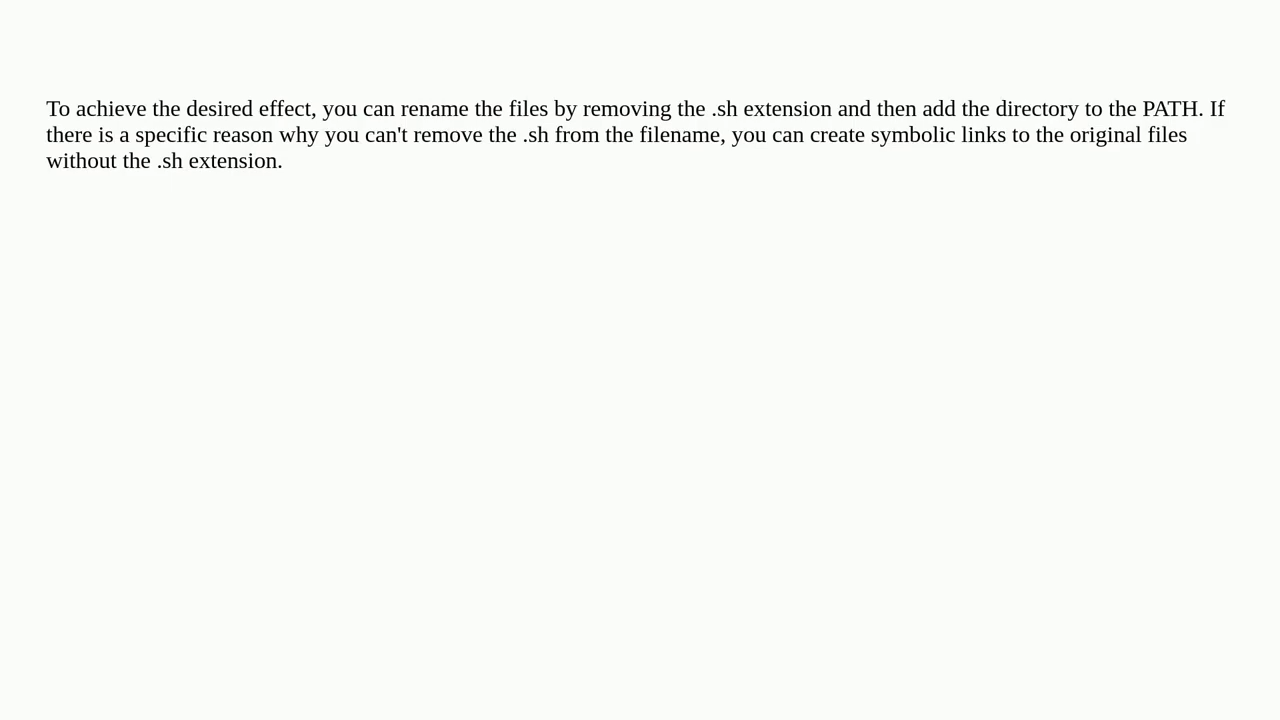 To achieve the desired effect, you can rename the files by removing the .sh extension and then add the directory to the PATH. If
there is a specific reason why you can't remove the .sh from the filename, you can create symbolic links to the original files
without the .sh extension.